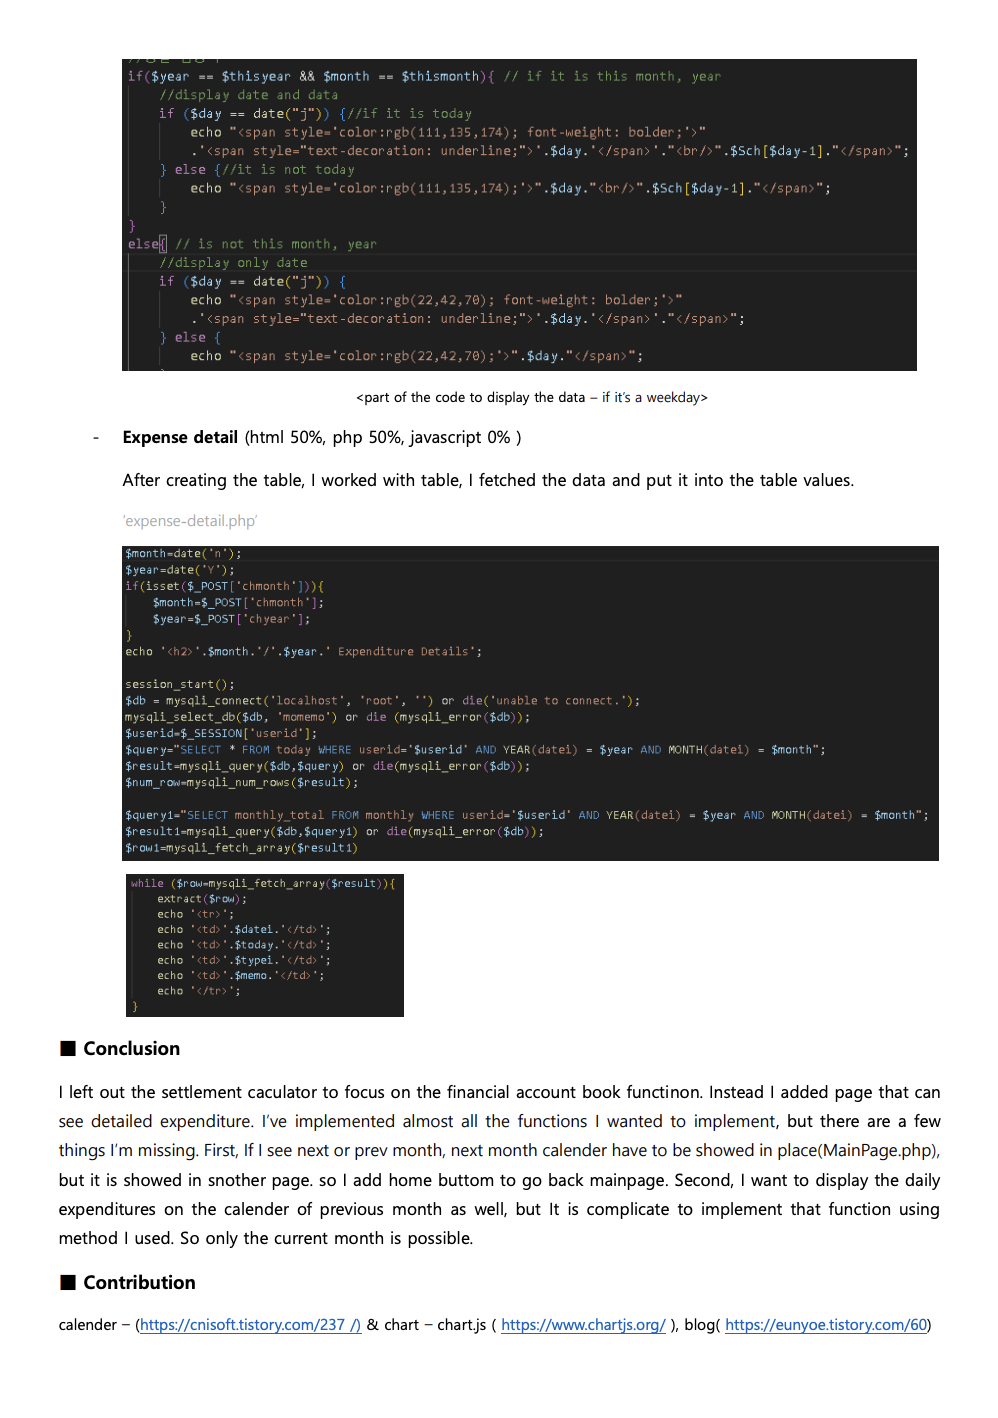 if($year == $thisyear && $month == $thismonth){ // if it is this month, year
//display date and data
if ($day == date("j")) {//if it is today
echo "<span style='color:rgb(111,135,174); font-weight: bolder;'>"
.'<span style="text-decoration: underline;">'.$day.'</span>'."<br/>".$Sch[$day-1]."</span>";
} else {//it is not today
echo "<span style='color:rgb(111,135,174);'>".$day."<br/>".$Sch[$day-1]."</span>";
}
}
else{ // is not this month, year
//display only date
if ($day == date("j")) {
echo "<span style='color:rgb(22,42,70); font-weight: bolder;'>"
.'<span style="text-decoration: underline;">'.$day.'</span>'."</span>";
} else {
echo "<span style='color:rgb(22,42,70);'>".$day."</span>";
<part of the code to display the data – if it's a weekday>
- Expense detail (html 50%, php 50%, javascript 0% )
After creating the table, I worked with table, I fetched the data and put it into the table values.
'expense-detail.php'
$month=date('n');
$year=date('Y');
if(isset($_POST['chmonth'])){
$month=$_POST['chmonth'];
$year=$_POST['chyear'];
}
echo '<h2>'.$month.'/'.$year.' Expenditure Details';
session_start();
$db = mysqli_connect('localhost', 'root', '') or die('unable to connect.');
mysqli_select_db($db, 'momemo') or die (mysqli_error($db));
$userid=$_SESSION['userid'];
$query="SELECT * FROM today WHERE userid='$userid' AND YEAR(datei) = $year AND MONTH(datei) = $month";
$result=mysqli_query($db,$query) or die(mysqli_error($db));
$num_row=mysqli_num_rows($result);
$query1="SELECT monthly_total FROM monthly WHERE userid='$userid' AND YEAR(datei) = $year AND MONTH(datei) = $month";
$result1=mysqli_query($db,$query1) or die(mysqli_error($db));
$row1=mysqli_fetch_array($result1)
while ($row=mysqli_fetch_array($result)){
extract($row);
echo '<tr>';
echo '<td>'.$datei.'</td>';
echo '<td>'.$today.'</td>';
echo '<td>'.$typei.'</td>';
echo '<td>'.$memo.'</td>';
echo '</tr>';
}
■ Conclusion
I left out the settlement caculator to focus on the financial account book functinon. Instead I added page that can
see detailed expenditure. I've implemented almost all the functions I wanted to implement, but there are a few
things I'm missing. First, If I see next or prev month, next month calender have to be showed in place(MainPage.php),
but it is showed in snother page. so I add home buttom to go back mainpage. Second, I want to display the daily
expenditures on the calender of previous month as well, but It is complicate to implement that function using
method I used. So only the current month is possible.
■ Contribution
calender – (https://cnisoft.tistory.com/237 /) & chart – chart.js ( https://www.chartjs.org/ ), blog( https://eunyoe.tistory.com/60)